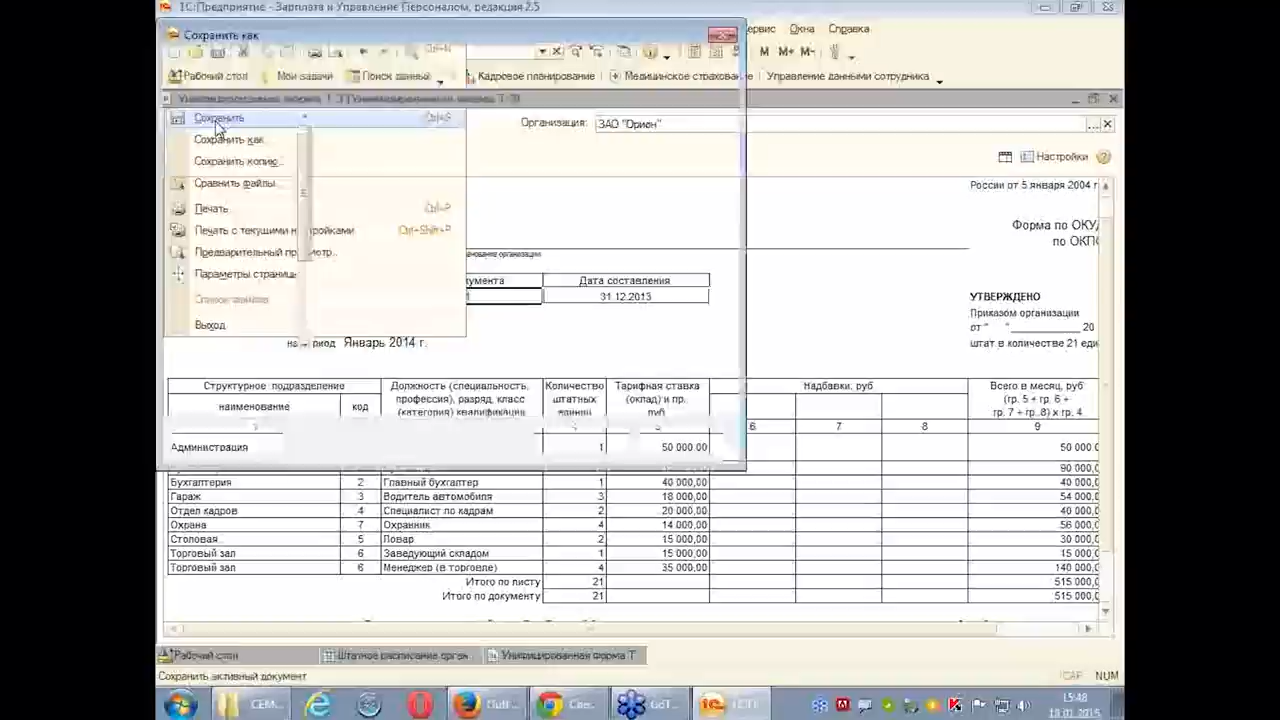 1С:Предприятие - Зарплата и Управление Персоналом, редакция 2.5
Сохранить как
Сервис Окна Справка
M M+ M-
Рабочий стол Мои задачи Поиск данных Кадровое планирование Медицинское страхование Управление данными сотрудника
Сохранить Ctrl+S
Организация: ЗАО "Орион"
Сохранить как...
Сохранить копию...
Настройки
Сравнить файлы...
России от 5 января 2004 г
Печать Ctrl+P
Форма по ОКУД
Печать с текущими настройками Ctrl+Shift+P
по ОКПО
Предварительный просмотр...
Параметры страницы
Дата составления
31.12.2013
УТВЕРЖДЕНО
Приказом организации
от " " 20
Выход
на период Январь 2014 г.
штат в количестве 21 еди
Структурное подразделение Должность (специальность, профессия), разряд, класс (категория) квалификации Количество штатных единиц Тарифная ставка (оклад) и пр. руб Надбавки, руб Всего в месяц, руб (гр. 5 + гр. 6 + гр. 7 + гр. 8) х гр. 4
наименование код
6 7 8 9
Администрация 1 50 000,00 50 000,0
90 000,0
Бухгалтерия 2 Главный бухгалтер 1 40 000,00 40 000,0
Гараж 3 Водитель автомобиля 3 18 000,00 54 000,0
Отдел кадров 4 Специалист по кадрам 2 20 000,00 40 000,0
Охрана 7 Охранник 4 14 000,00 56 000,0
Столовая 5 Повар 2 15 000,00 30 000,0
Торговый зал 6 Заведующий складом 1 15 000,00 15 000,0
Торговый зал 6 Менеджер (в торговле) 4 35 000,00 140 000,0
Итого по листу 21 515 000,0
Итого по документу 21 515 000,0
Рабочий стол Штатное расписание орган... Унифицированная форма Т
Сохранить активный документ CAP NUM
15:48